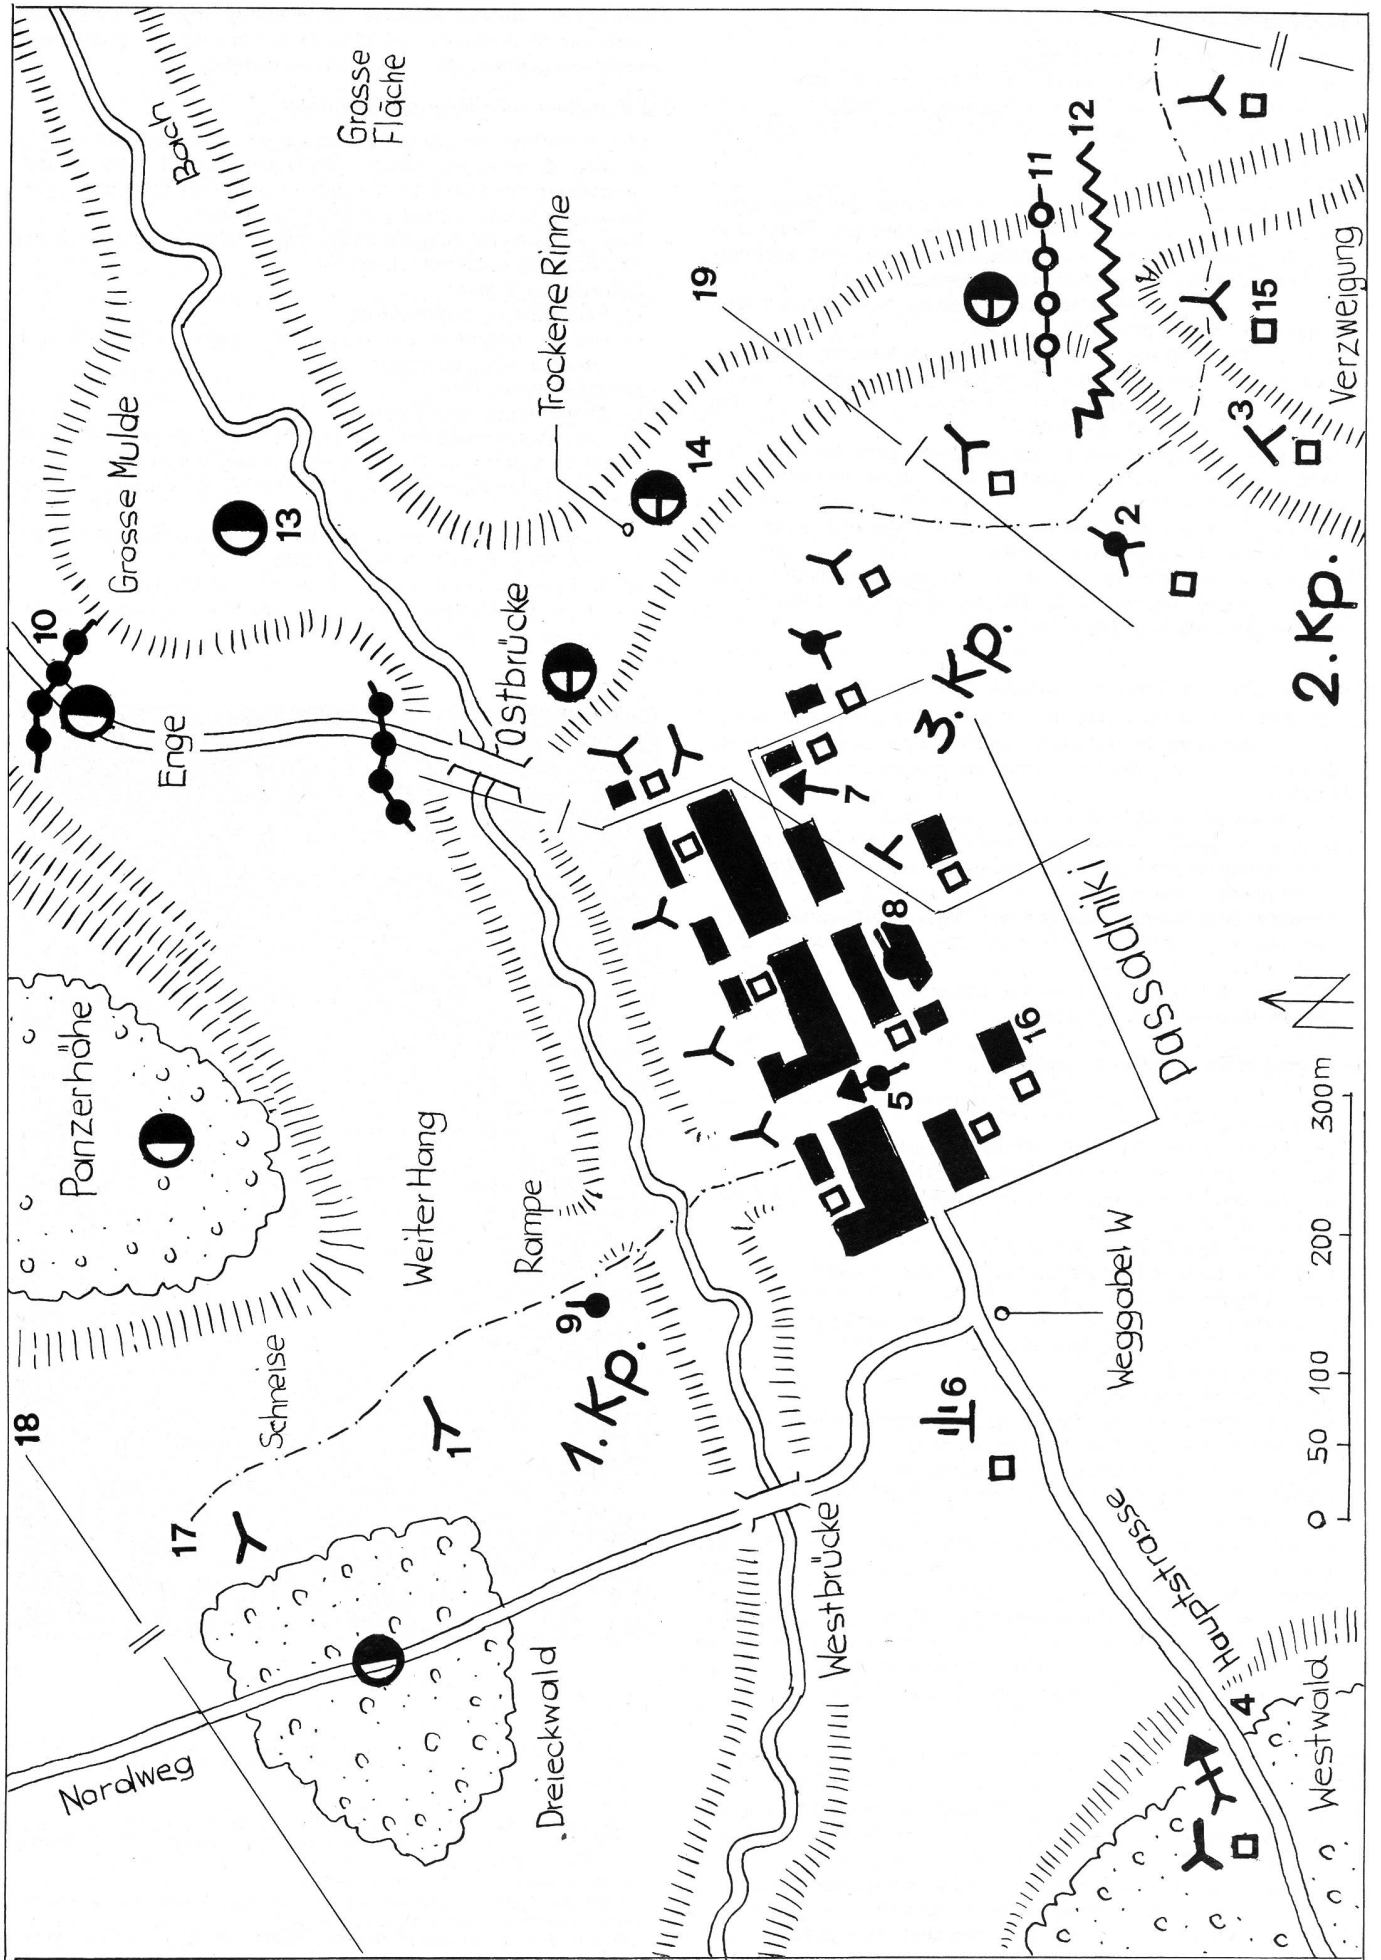 18
Nordweg
17
Schneise
Panzerhöhe
10
Enge
Grosse Mulde
13
Bach
Grosse
Fläche
Weiter Hang
Rampe
1
9
1. Kp.
Dreieckwald
Ostbrücke
Trockene Rinne
14
19
11
12
Westbrücke
5
8
7
3. Kp.
16
Passadniki
6
Weggabel W
2
3
15
Verzweigung
2. Kp.
Hauptstrasse
4
Westwald
0 50 100 200 300m
N